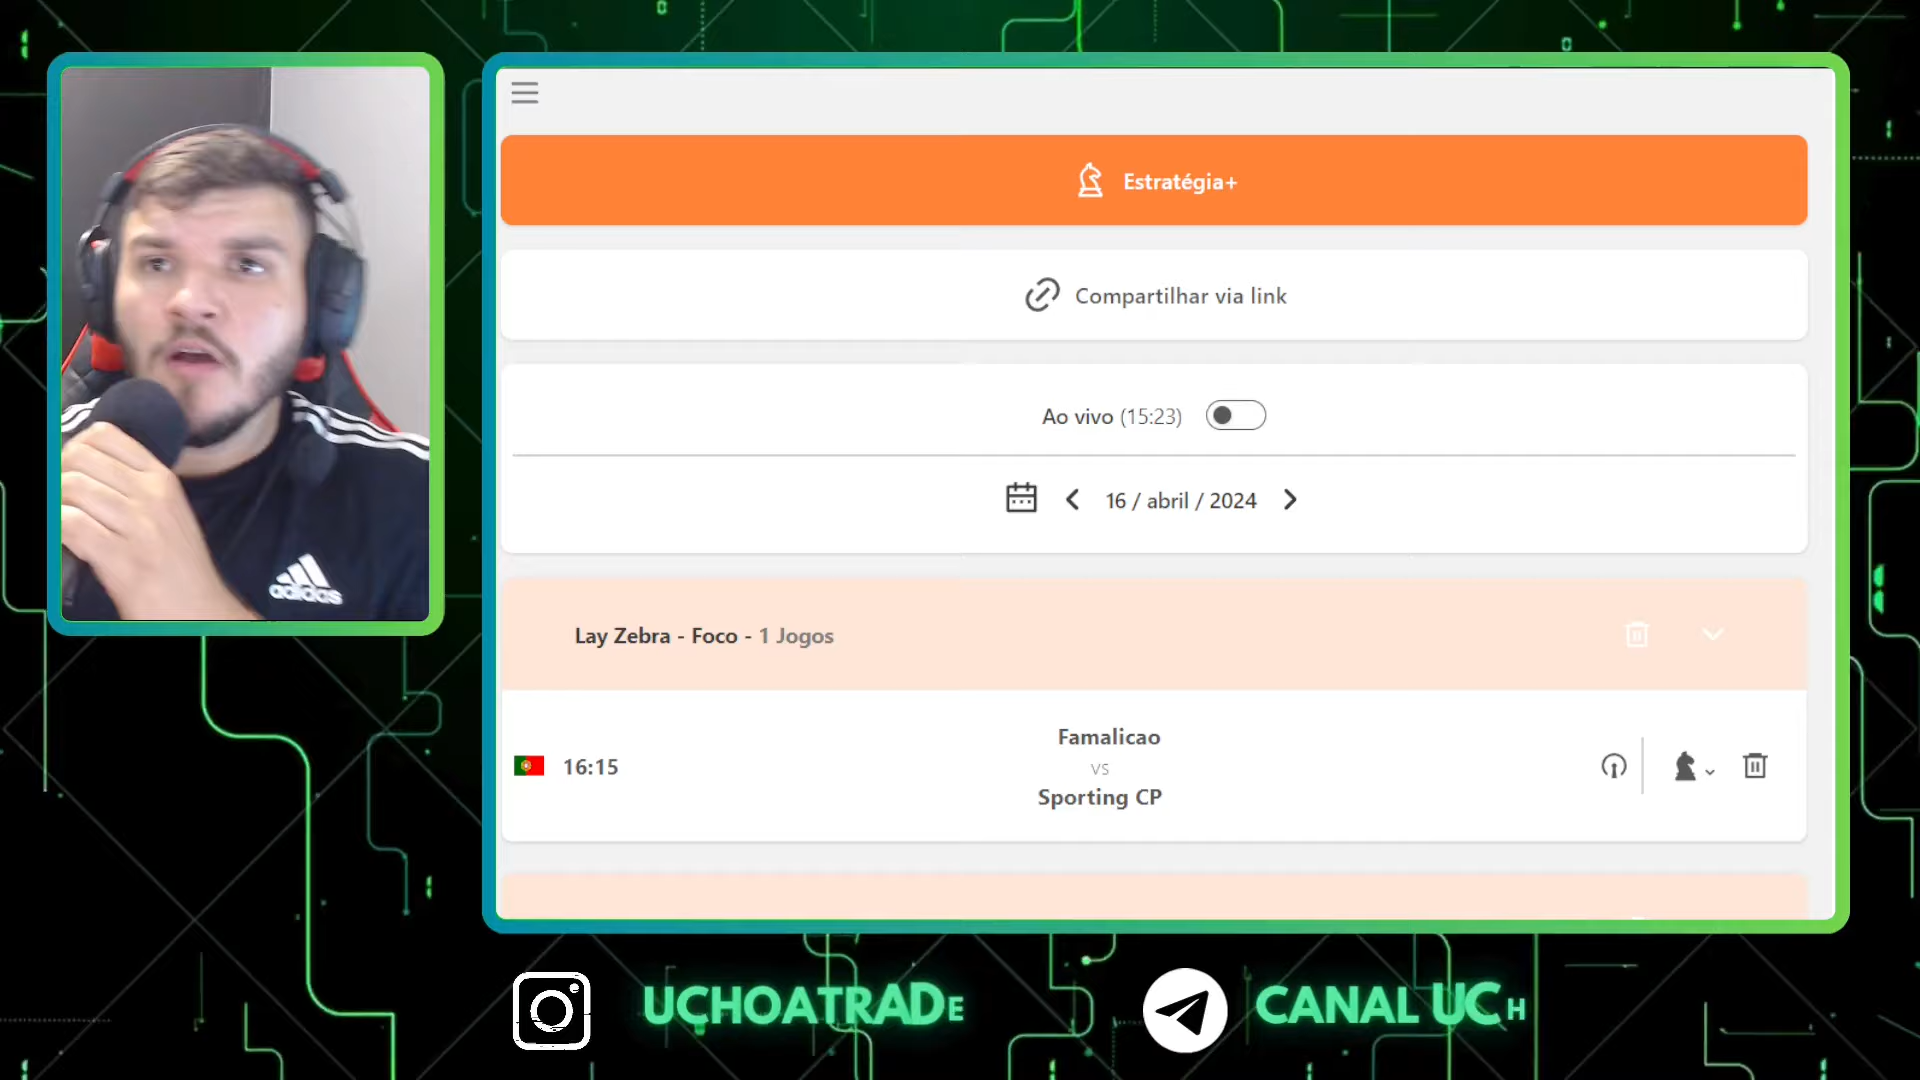 Estratégia+
Compartilhar via link
Ao vivo (15:23)
16 / abril / 2024
Lay Zebra - Foco - 1 Jogos
16:15
Famalicao
vs
Sporting CP
adidas
UCHOATRADE
CANAL UCH